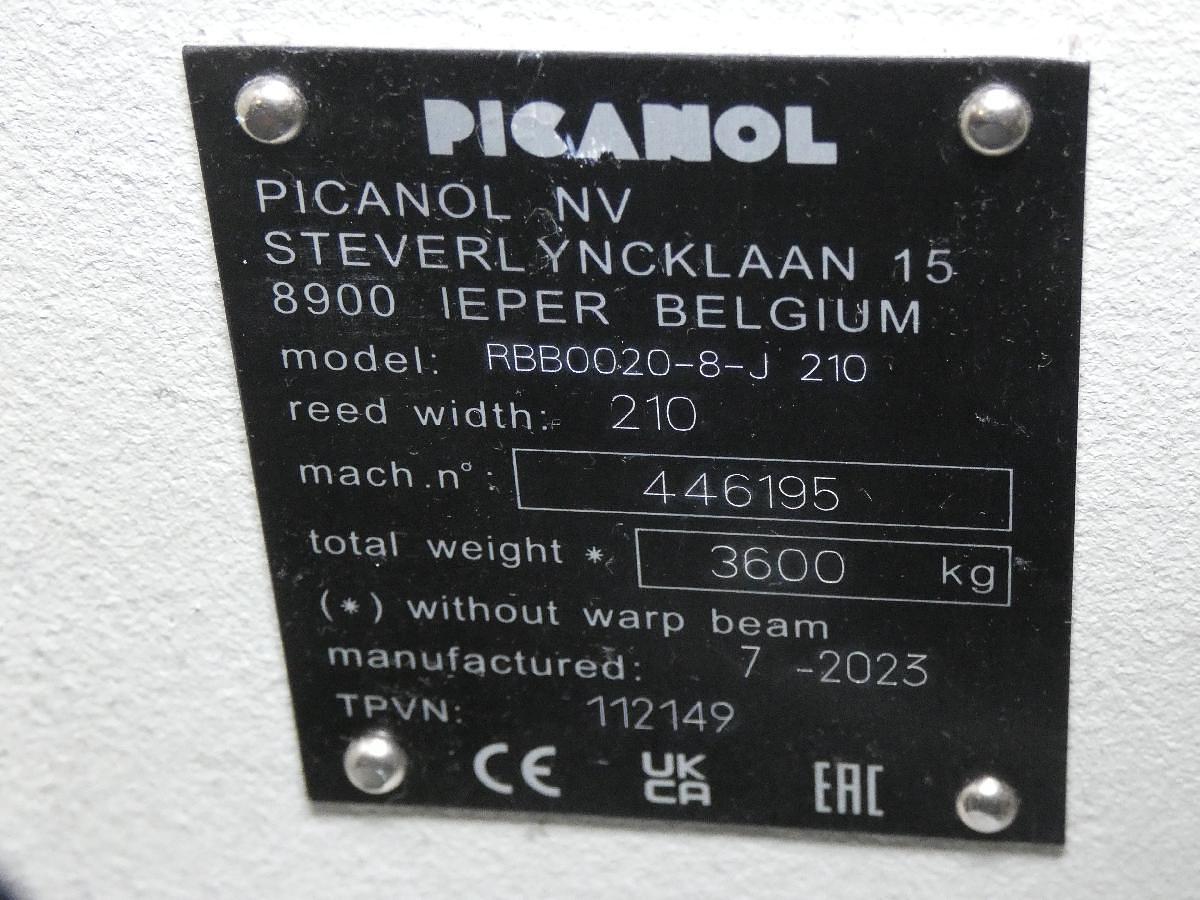 PICANOL
PICANOL NV
STEVERLYNCKLAAN 15
8900 IEPER BELGIUM
model: RBB0020-8-J 210
reed width: 210
mach.nº: 446195
total weight * 3600 kg
(*) without warp beam
manufactured: 7 -2023
TPVN: 112149
CE UK CA EAC